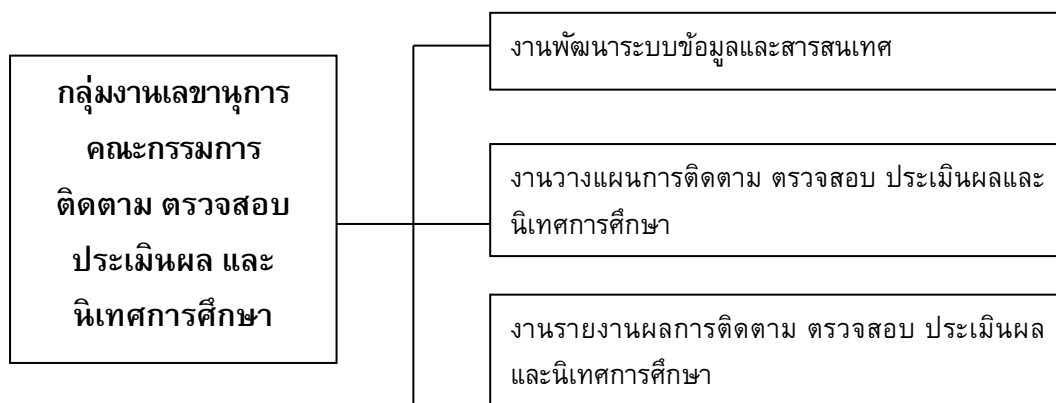 กลุ่มงานเลขานุการ
คณะกรรมการ
ติดตาม ตรวจสอบ
ประเมินผล และ
นิเทศการศึกษา
งานพัฒนาระบบข้อมูลและสารสนเทศ
งานวางแผนการติดตาม ตรวจสอบ ประเมินผลและ
นิเทศการศึกษา
งานรายงานผลการติดตาม ตรวจสอบ ประเมินผล
และนิเทศการศึกษา